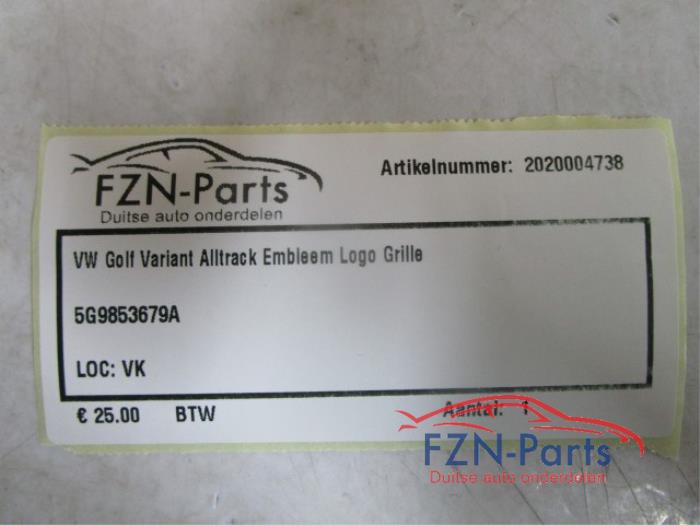 FZN-Parts
Duitse auto onderdelen
Artikelnummer: 2020004738
VW Golf Variant Alltrack Embleem Logo Grille
5G9853679A
LOC: VK
€ 25.00 BTW
Aantal: 1
FZN-Parts
Duitse auto onderdelen